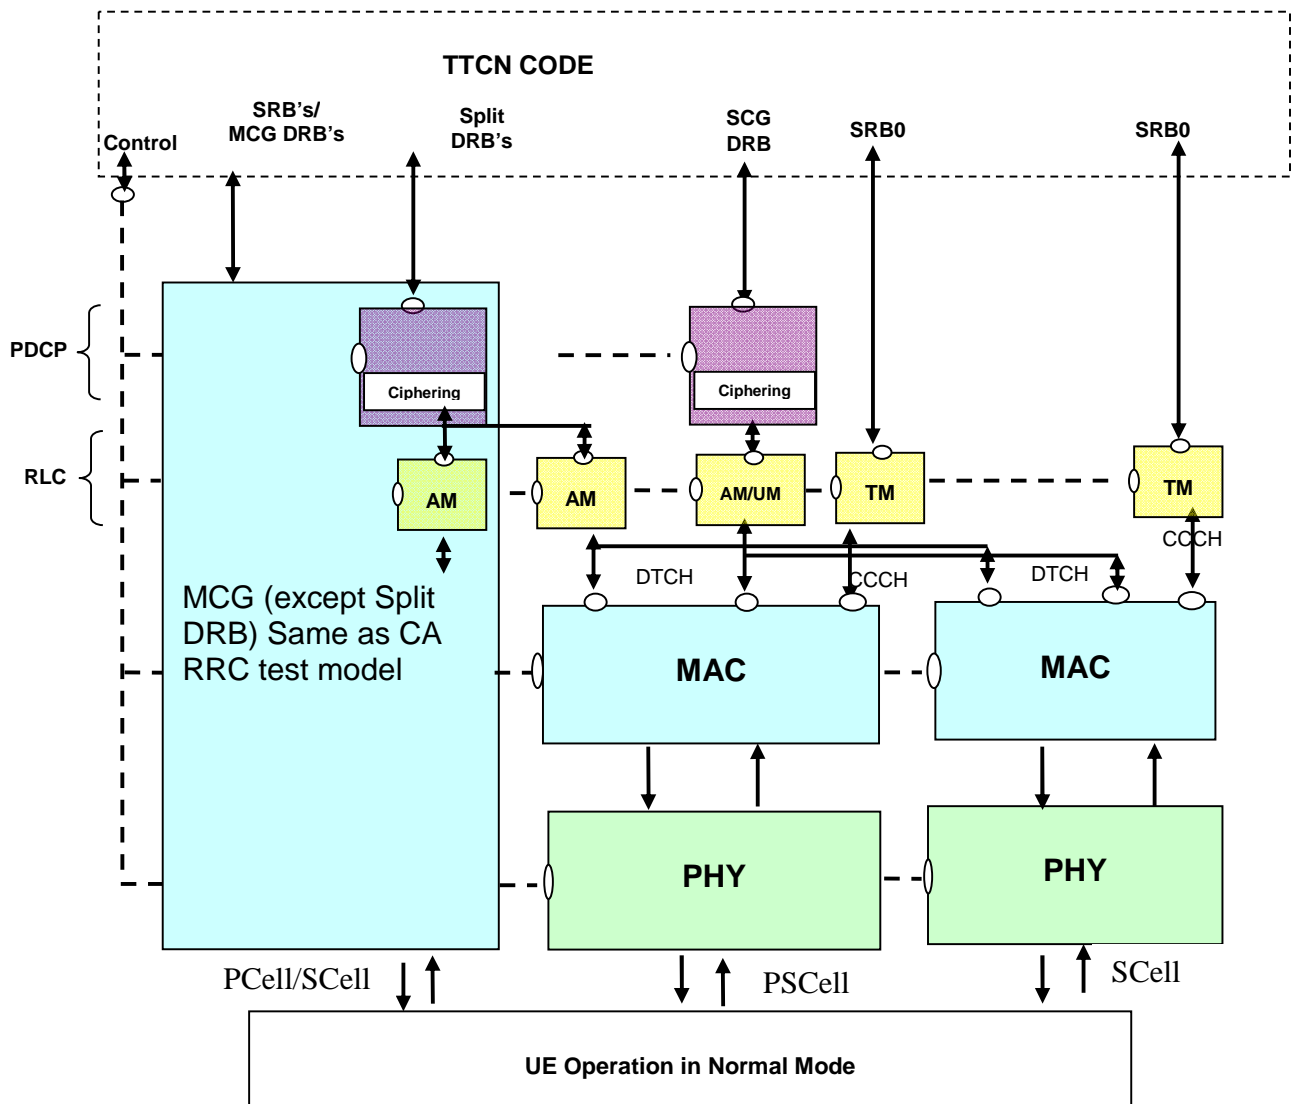 TTCN CODE
Control
SRB's/
MCG DRB's
Split
DRB's
SCG
DRB
SRB0
SRB0
PDCP
Ciphering
Ciphering
RLC
AM
AM
AM/UM
TM
TM
DTCH
CCCH
DTCH
CCCH
MCG (except Split
DRB) Same as CA
RRC test model
MAC
MAC
PHY
PHY
PCell/SCell
PSCell
SCell
UE Operation in Normal Mode